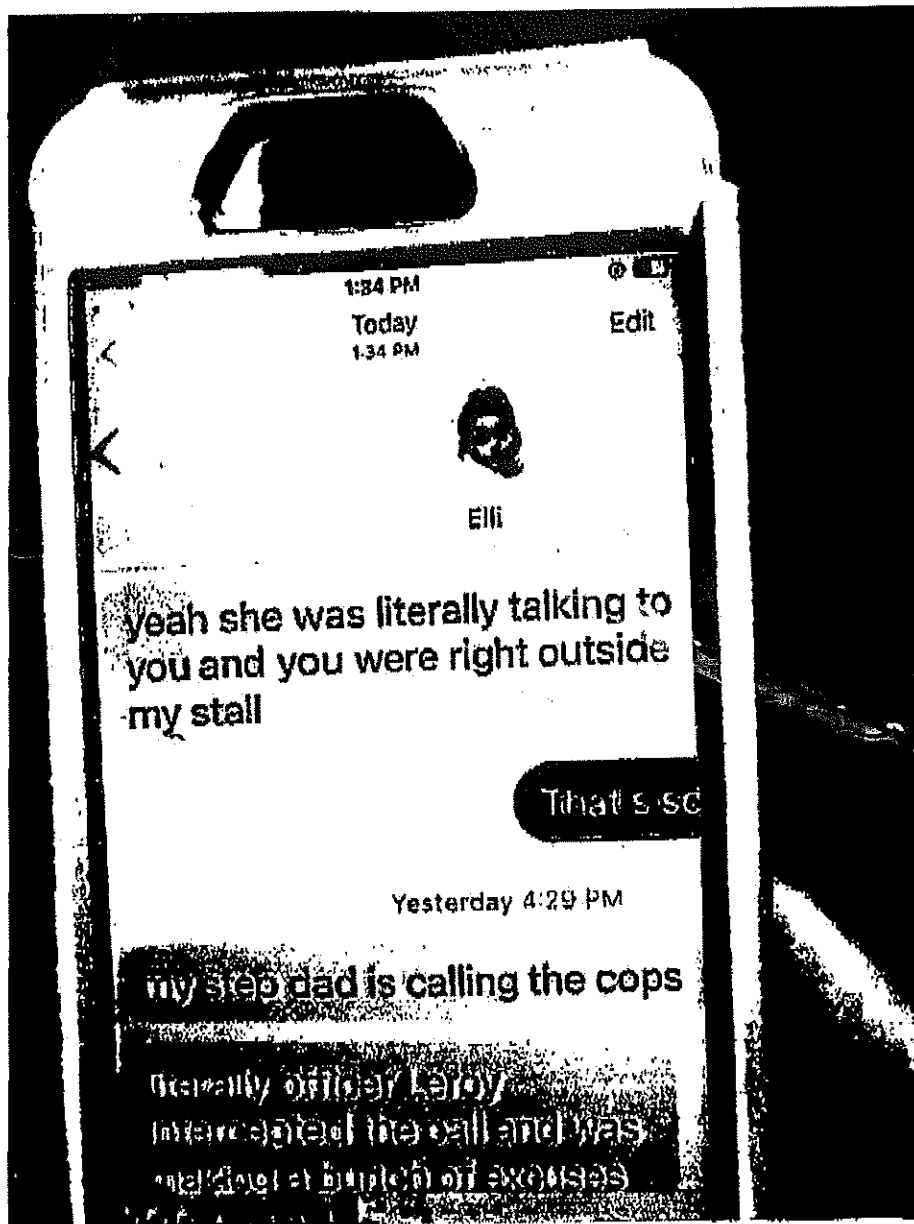 1:34 PM
Today
Edit
1:34 PM
Elli
yeah she was literally talking to
you and you were right outside
my stall
That's so
Yesterday 4:29 PM
my step dad is calling the cops
literally officer Leroy
intercepted the call and was
making a bunch of excuses